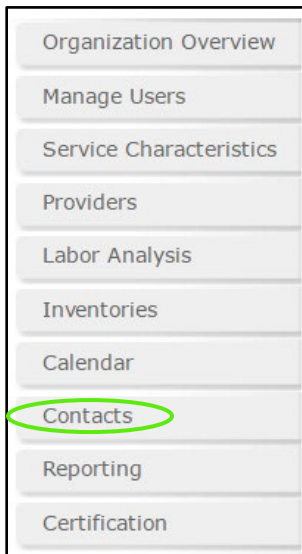 Organization Overview
Manage Users
Service Characteristics
Providers
Labor Analysis
Inventories
Calendar
Contacts
Reporting
Certification